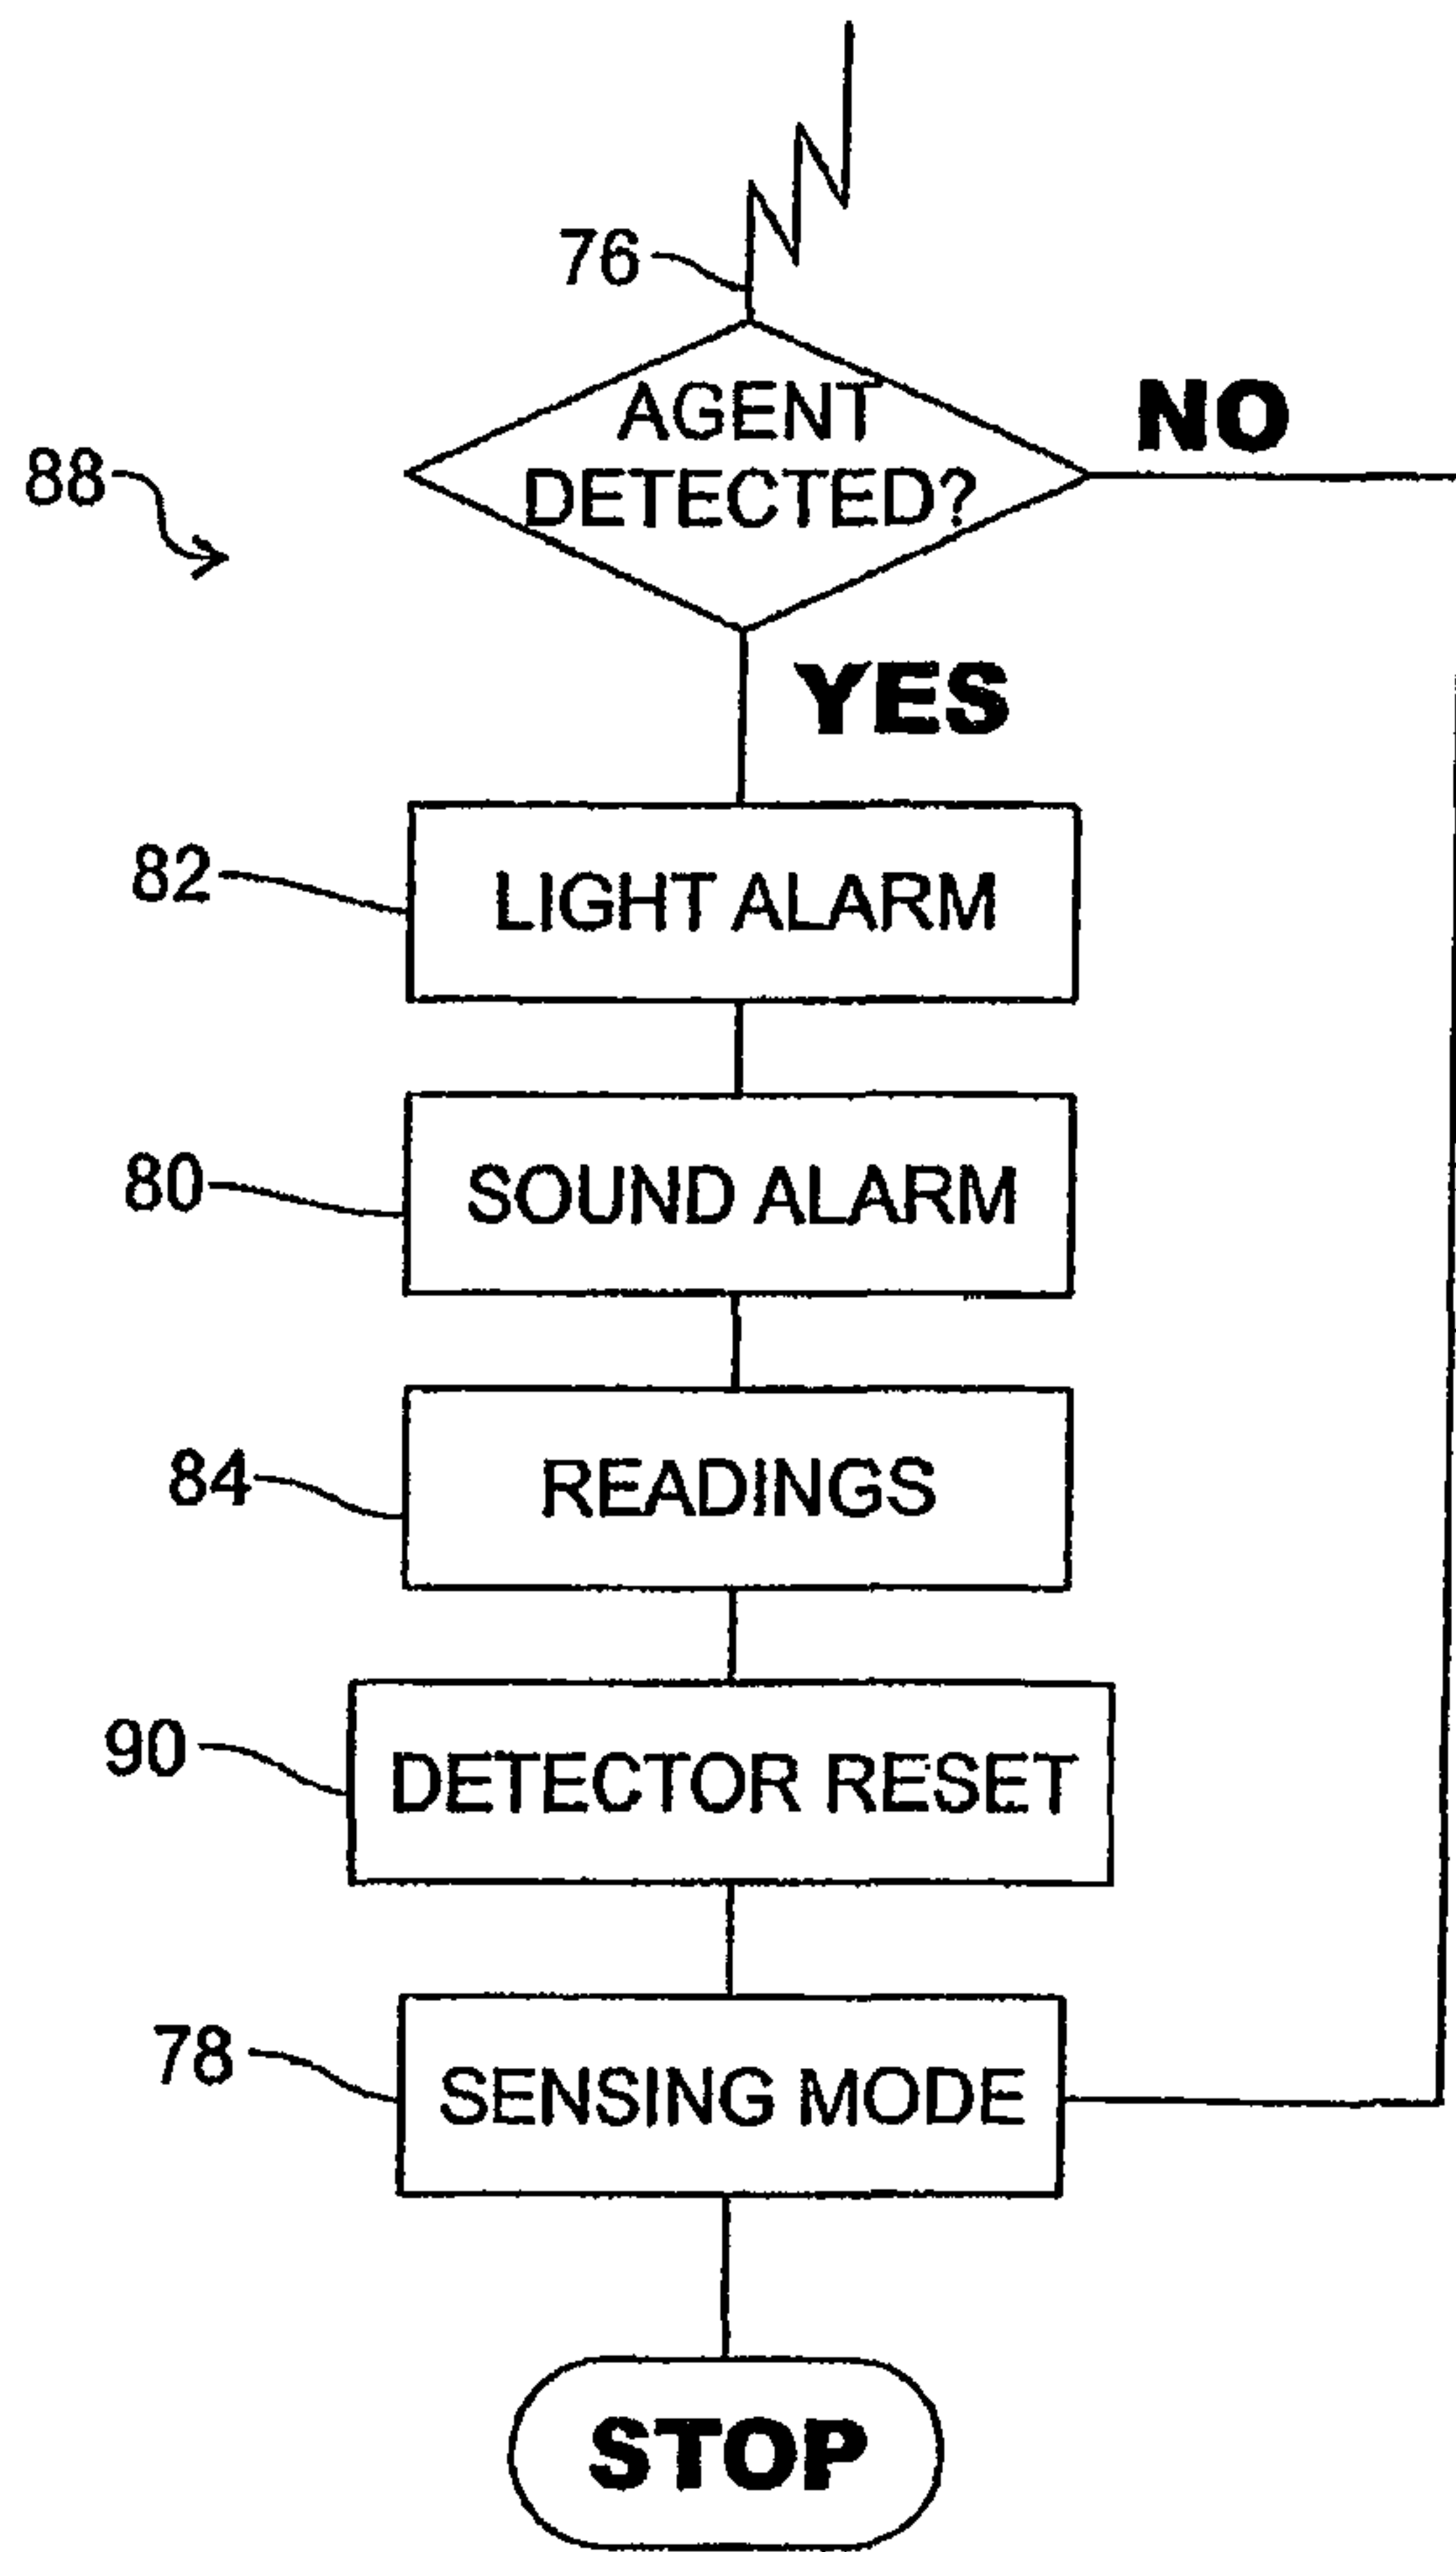 76
AGENT
DETECTED?
NO
88
YES
82
LIGHT ALARM
80
SOUND ALARM
84
READINGS
90
DETECTOR RESET
78
SENSING MODE
STOP